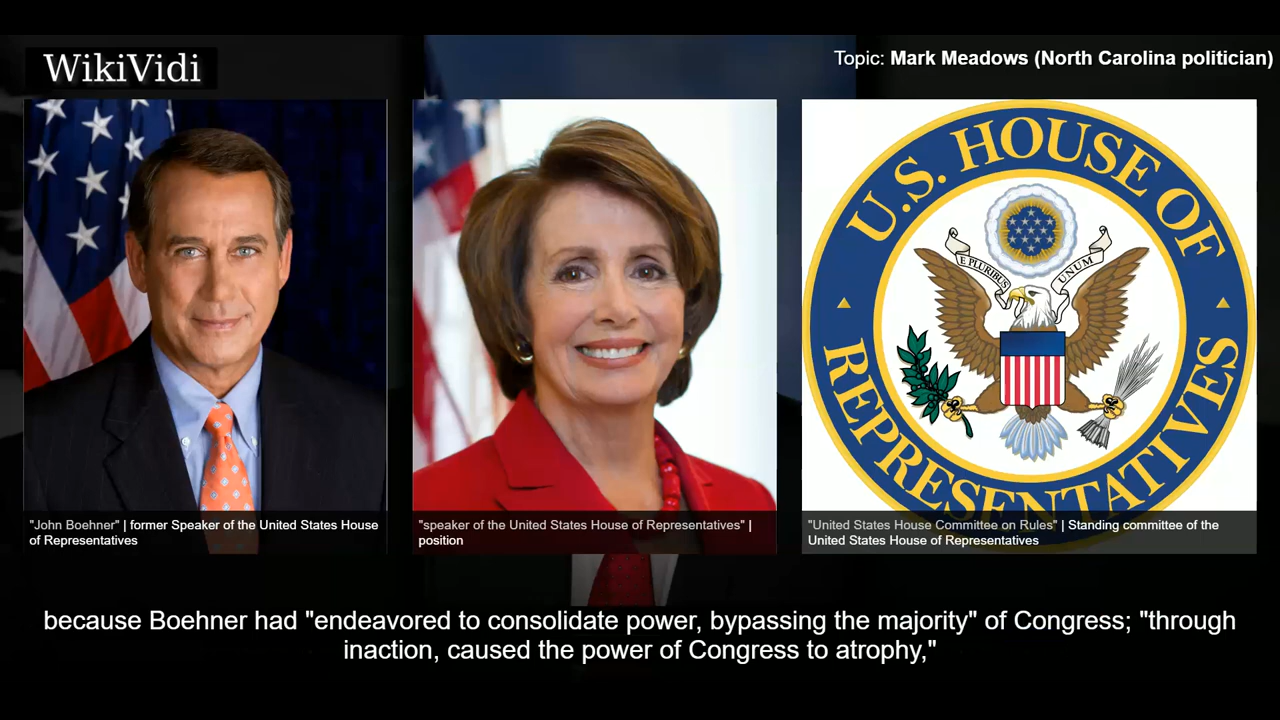 WikiVidi
Topic: Mark Meadows (North Carolina politician)
U.S. HOUSE OF
REPRESENTATIVES
E PLURIBUS
UNUM
"John Boehner" | former Speaker of the United States House
of Representatives
"speaker of the United States House of Representatives" |
position
"United States House Committee on Rules" | Standing committee of the
United States House of Representatives
because Boehner had "endeavored to consolidate power, bypassing the majority" of Congress; "through
inaction, caused the power of Congress to atrophy,"